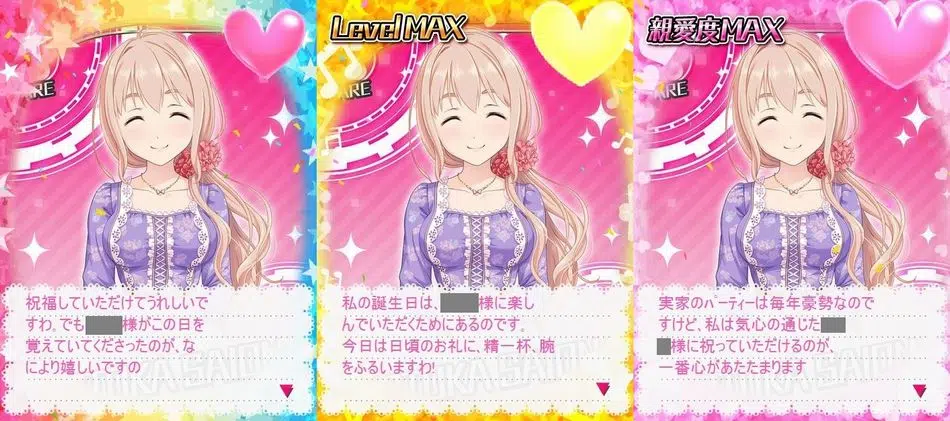 RARE
祝福していただけてうれしいで
すわ。でも様がこの日を
覚えていてくださったのが、な
により嬉しいですの
Level MAX
私の誕生日は、様に楽し
んでいただくためにあるのです。
今日は日頃のお礼に、精一杯、腕
をふるいますわ!
親愛度MAX
実家のパーティーは毎年豪勢なので
すけど、私は気心の通じた
様に祝っていただけるのが、
一番心があたたまります